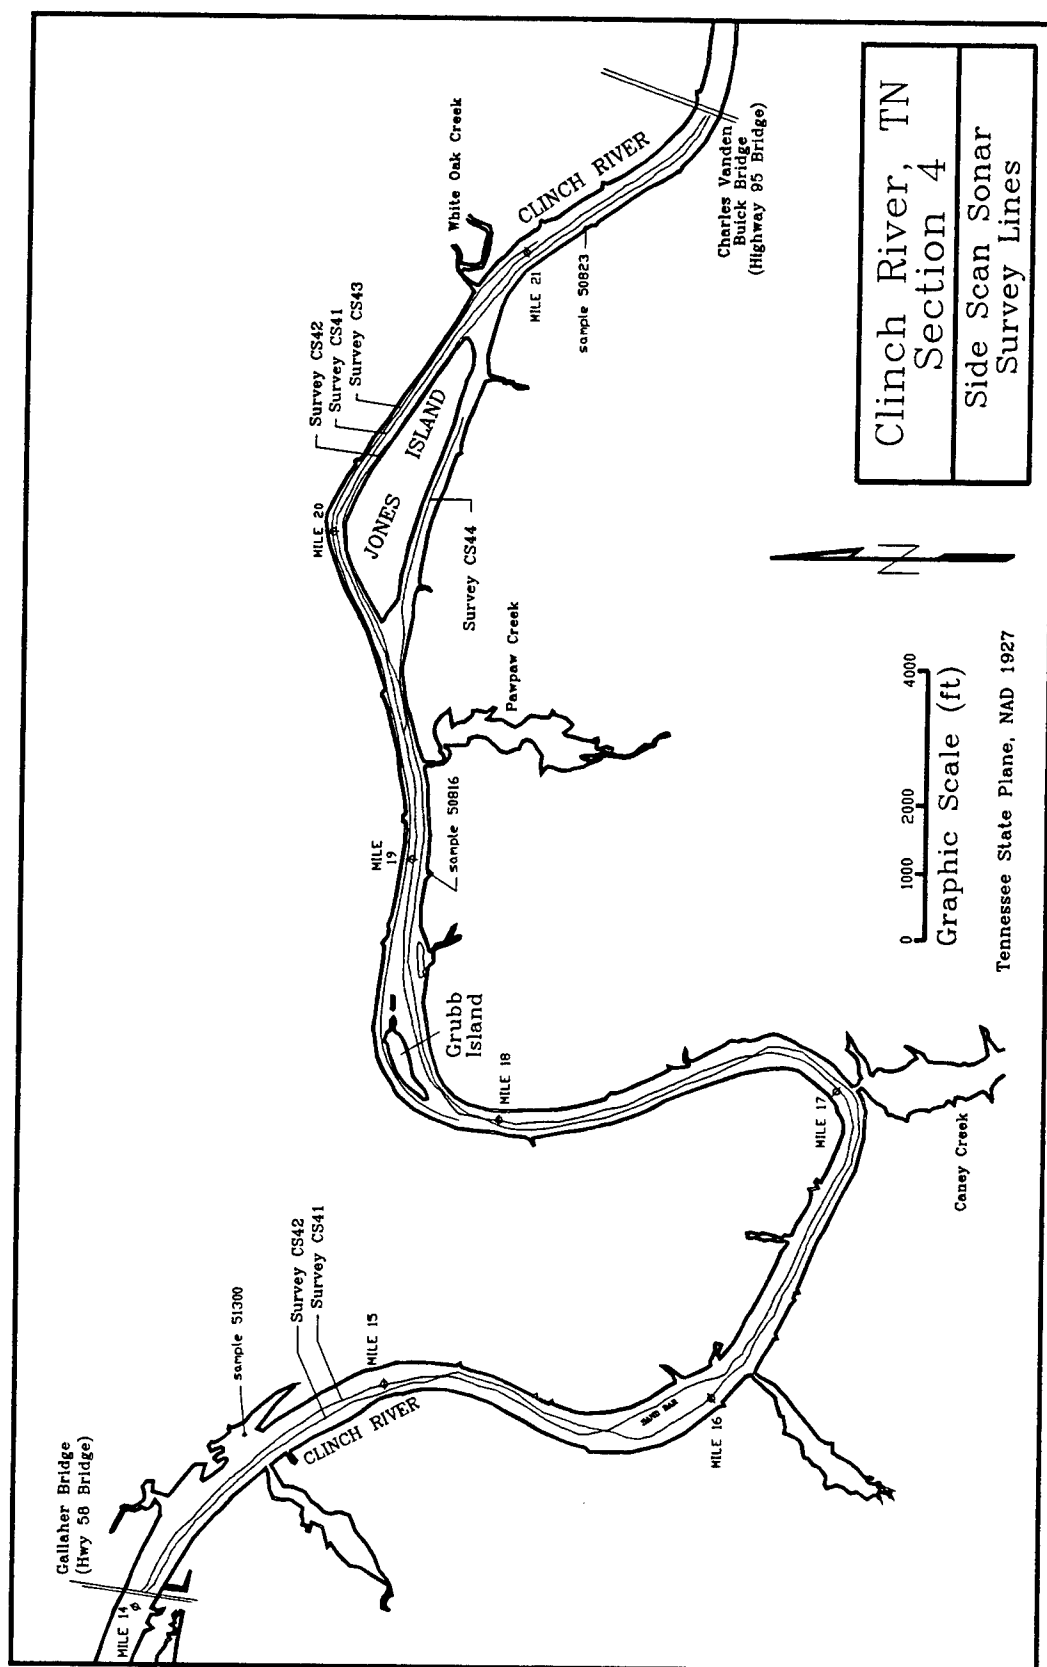 Clinch River, TN
Section 4
Side Scan Sonar
Survey Lines
Gallaher Bridge
(Hwy 58 Bridge)
MILE 14
sample 51300
Survey CS42
Survey CS41
CLINCH RIVER
MILE 15
SAND BAR
MILE 16
MILE 17
Caney Creek
MILE 18
Grubb
Island
MILE
19
sample 50816
Pawpaw Creek
MILE 20
JONES ISLAND
Survey CS44
Survey CS42
Survey CS41
Survey CS43
White Oak Creek
CLINCH RIVER
MILE 21
sample 50823
Charles Vanden
Buick Bridge
(Highway 95 Bridge)
N
0 1000 2000 4000
Graphic Scale (ft)
Tennessee State Plane, NAD 1927